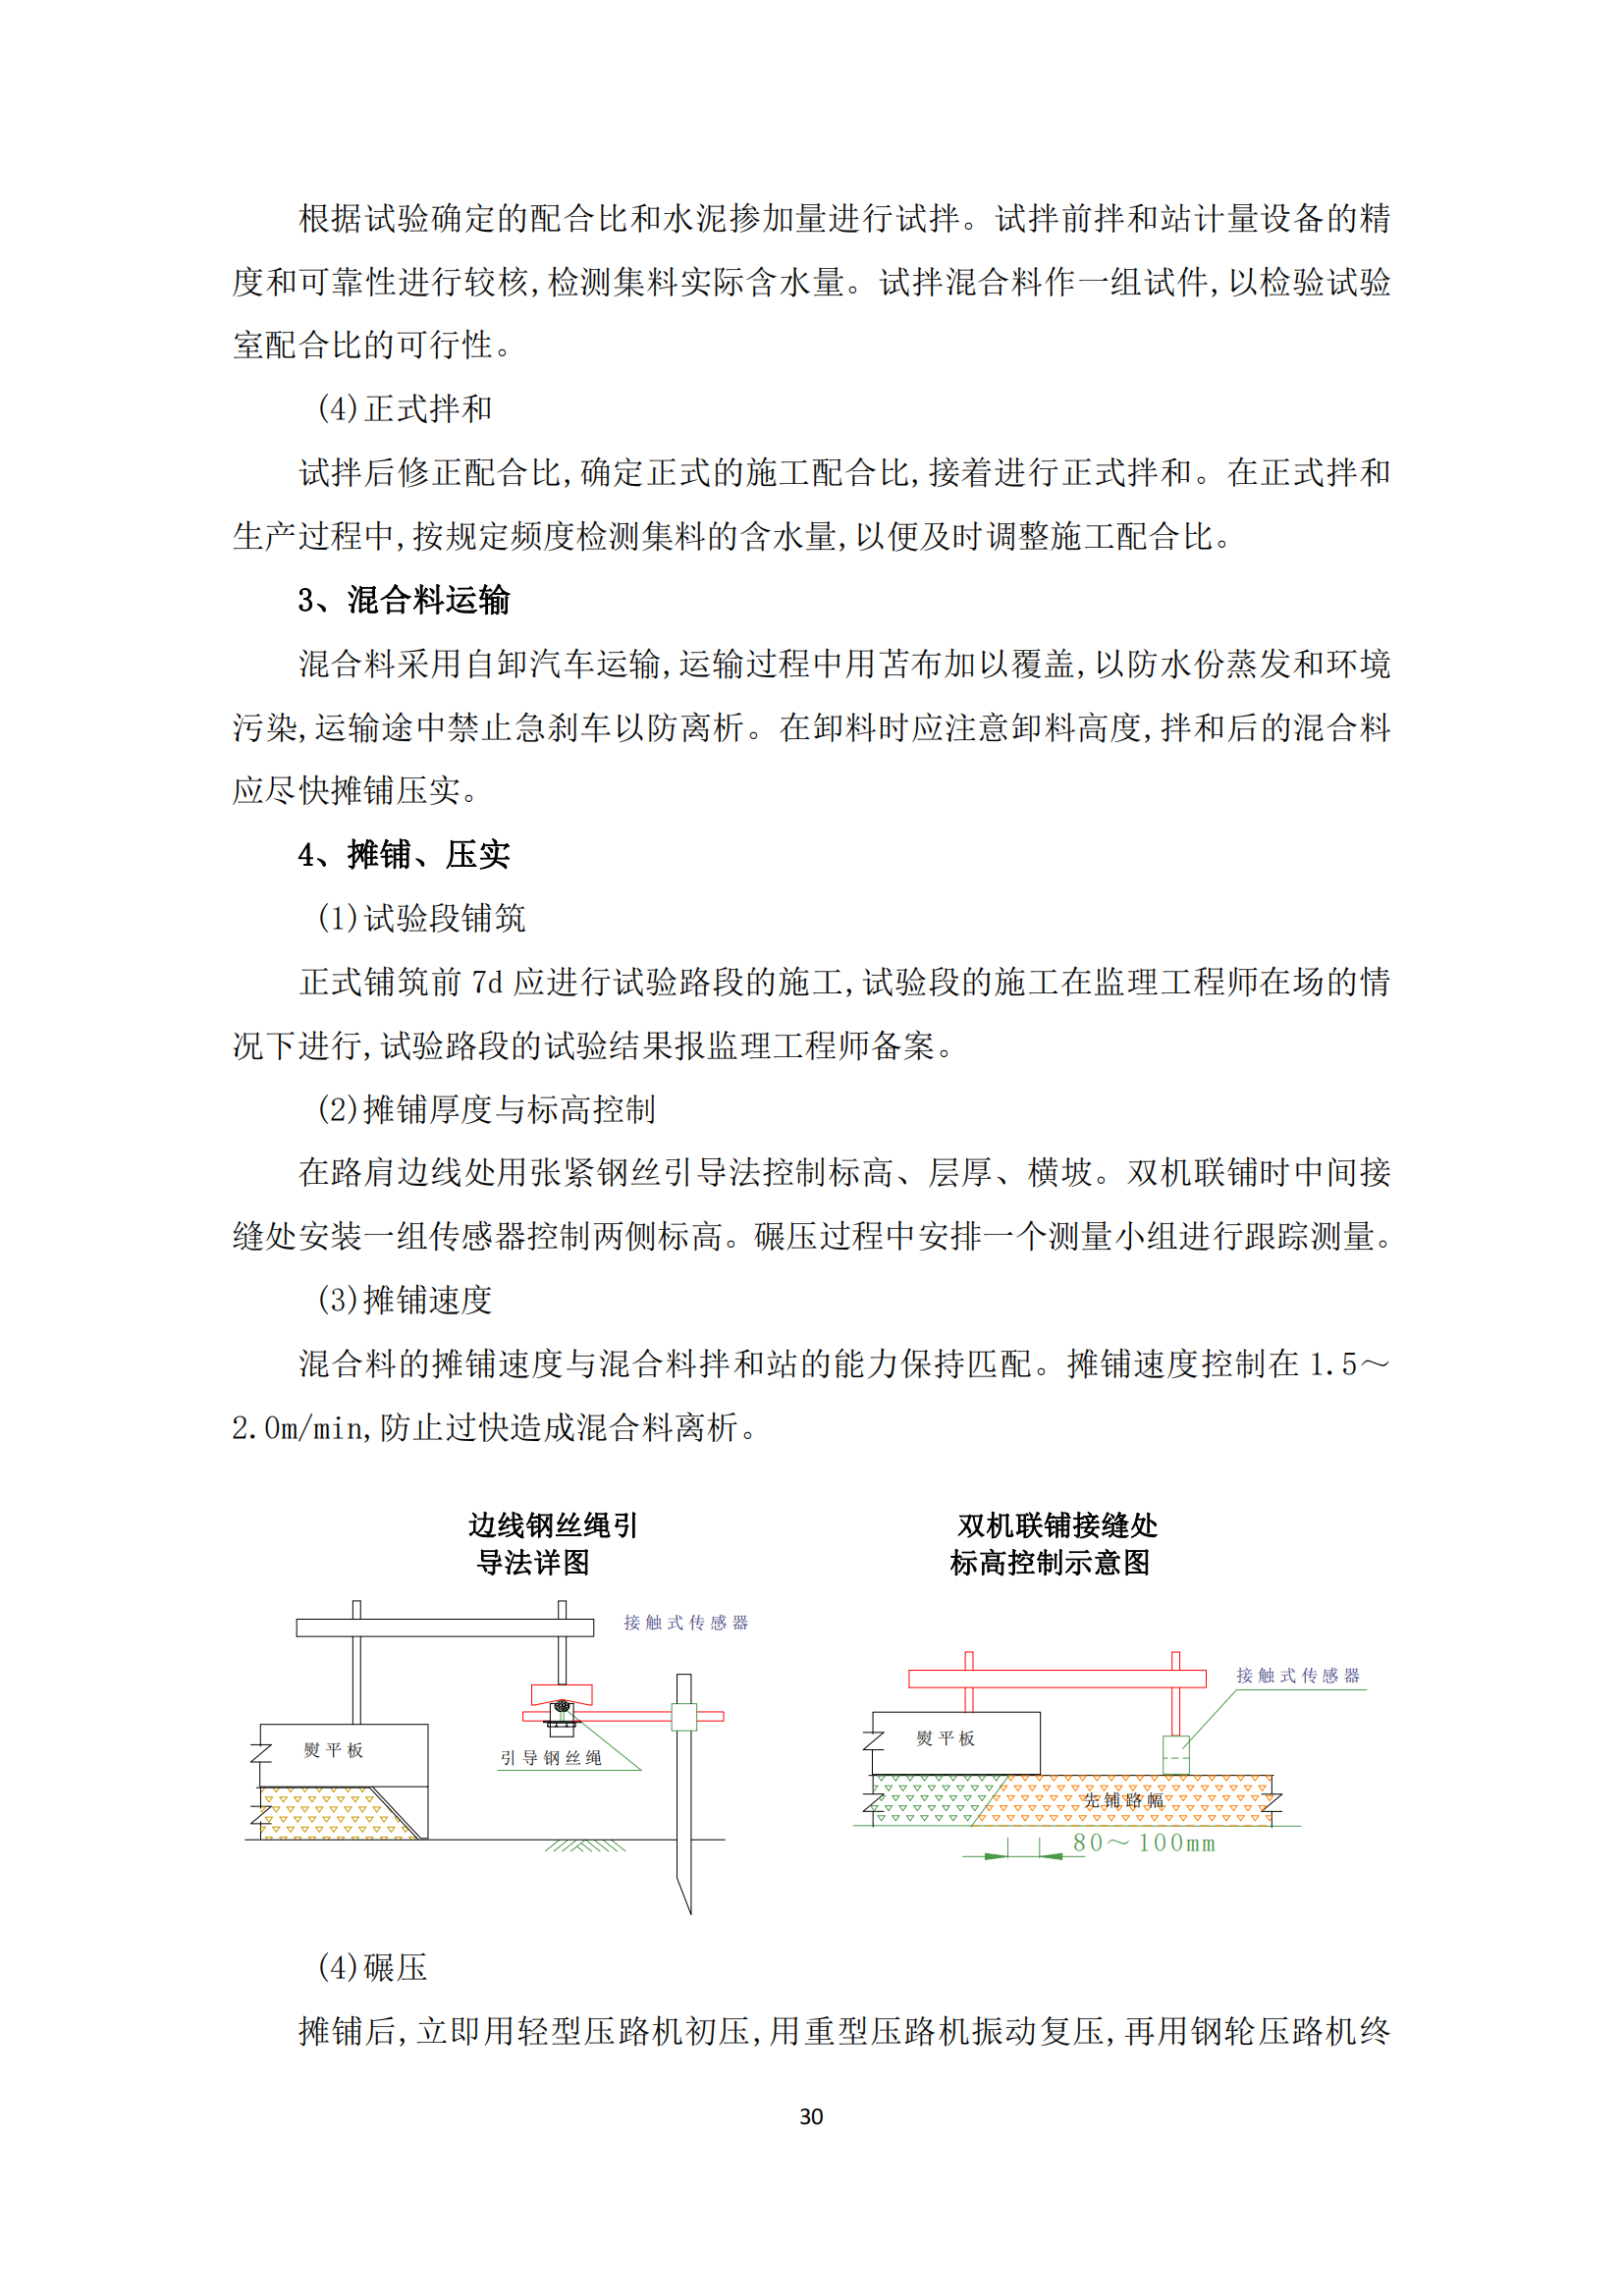 根据试验确定的配合比和水泥掺加量进行试拌。试拌前拌和站计量设备的精
度和可靠性进行较核,检测集料实际含水量。试拌混合料作一组试件,以检验试验
室配合比的可行性。
(4)正式拌和
试拌后修正配合比,确定正式的施工配合比,接着进行正式拌和。在正式拌和
生产过程中,按规定频度检测集料的含水量,以便及时调整施工配合比。
3、混合料运输
混合料采用自卸汽车运输,运输过程中用苫布加以覆盖,以防水份蒸发和环境
污染,运输途中禁止急刹车以防离析。在卸料时应注意卸料高度,拌和后的混合料
应尽快摊铺压实。
4、摊铺、压实
(1)试验段铺筑
正式铺筑前 7d 应进行试验路段的施工,试验段的施工在监理工程师在场的情
况下进行,试验路段的试验结果报监理工程师备案。
(2)摊铺厚度与标高控制
在路肩边线处用张紧钢丝引导法控制标高、层厚、横坡。双机联铺时中间接
缝处安装一组传感器控制两侧标高。碾压过程中安排一个测量小组进行跟踪测量。
(3)摊铺速度
混合料的摊铺速度与混合料拌和站的能力保持匹配。摊铺速度控制在 1.5～
2.0m/min,防止过快造成混合料离析。
边线钢丝绳引
导法详图
接触式传感器
熨平板
引导钢丝绳
双机联铺接缝处
标高控制示意图
接触式传感器
熨平板
先铺路幅
80～100mm
(4)碾压
摊铺后,立即用轻型压路机初压,用重型压路机振动复压,再用钢轮压路机终
30